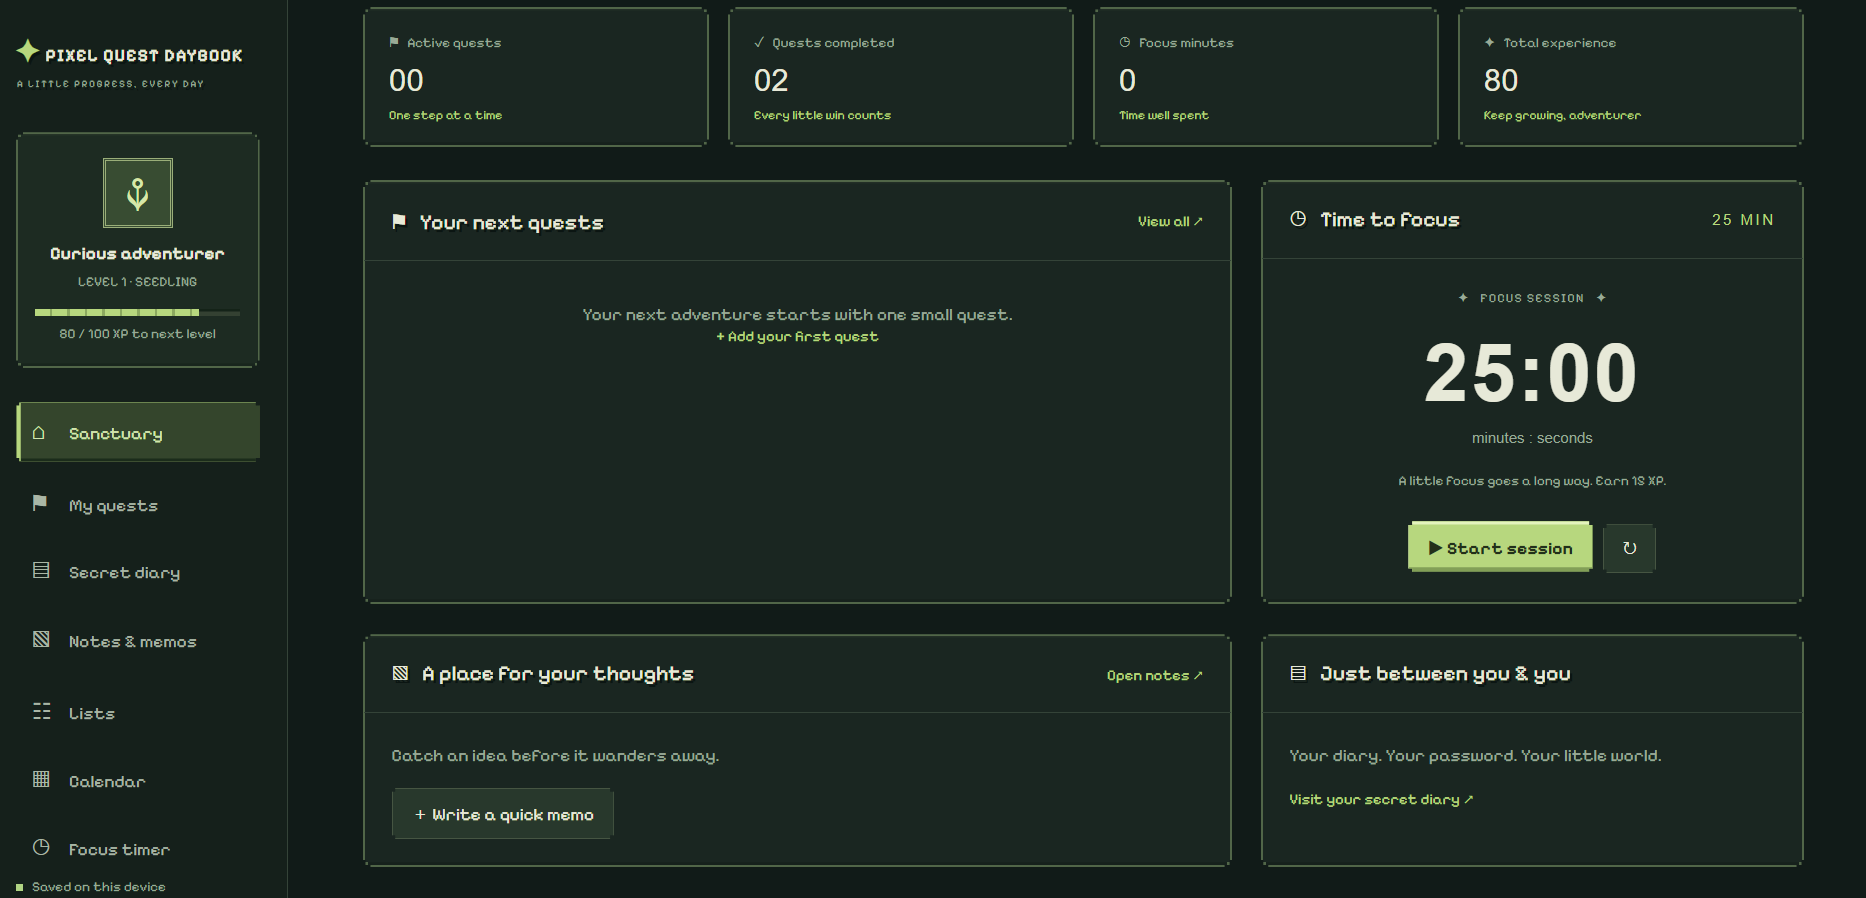 PIXEL QUEST DAYBOOK
A LITTLE PROGRESS, EVERY DAY
Curious adventurer
LEVEL 1 · SEEDLING
80 / 100 XP to next level
Sanctuary
My quests
Secret diary
Notes & memos
Lists
Calendar
Focus timer
Saved on this device
Active quests
00
One step at a time
Quests completed
02
Every little win counts
Focus minutes
0
Time well spent
Total experience
80
Keep growing, adventurer
Your next quests
View all ↗
Your next adventure starts with one small quest.
+ Add your first quest
Time to focus
25 MIN
FOCUS SESSION
25:00
minutes : seconds
A little focus goes a long way. Earn 15 XP.
Start session
A place for your thoughts
Open notes ↗
Catch an idea before it wanders away.
+ Write a quick memo
Just between you & you
Your diary. Your password. Your little world.
Visit your secret diary ↗